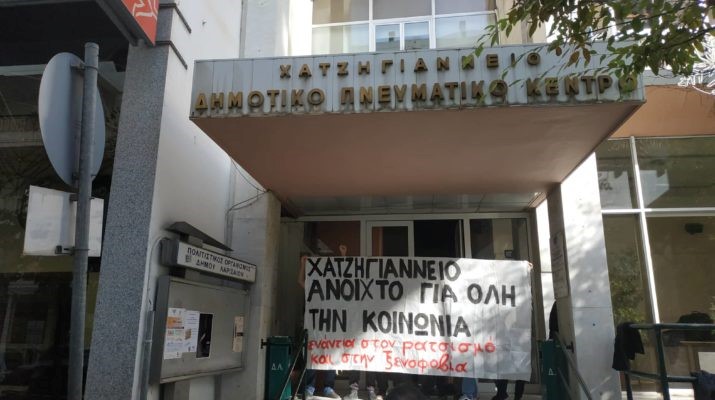 ΧΑΤΖΗΓΙΑΝΝΕΙΟ
ΔΗΜΟΤΙΚΟ ΠΝΕΥΜΑΤΙΚΟ ΚΕΝΤΡΟ
ΠΟΛΙΤΙΣΤΙΚΟΣ ΟΡΓΑΝΙΣΜΟΣ
ΔΗΜΟΥ ΛΑΡΙΣΑΙΩΝ
ΧΑΤΖΗΓΙΑΝΝΕΙΟ
ΑΝΟΙΧΤΟ ΓΙΑ ΟΛΗ
ΤΗΝ ΚΟΙΝΩΝΙΑ
ενάντια στον ρατσισμό
και στην ξενοφοβία
Δ.Λ